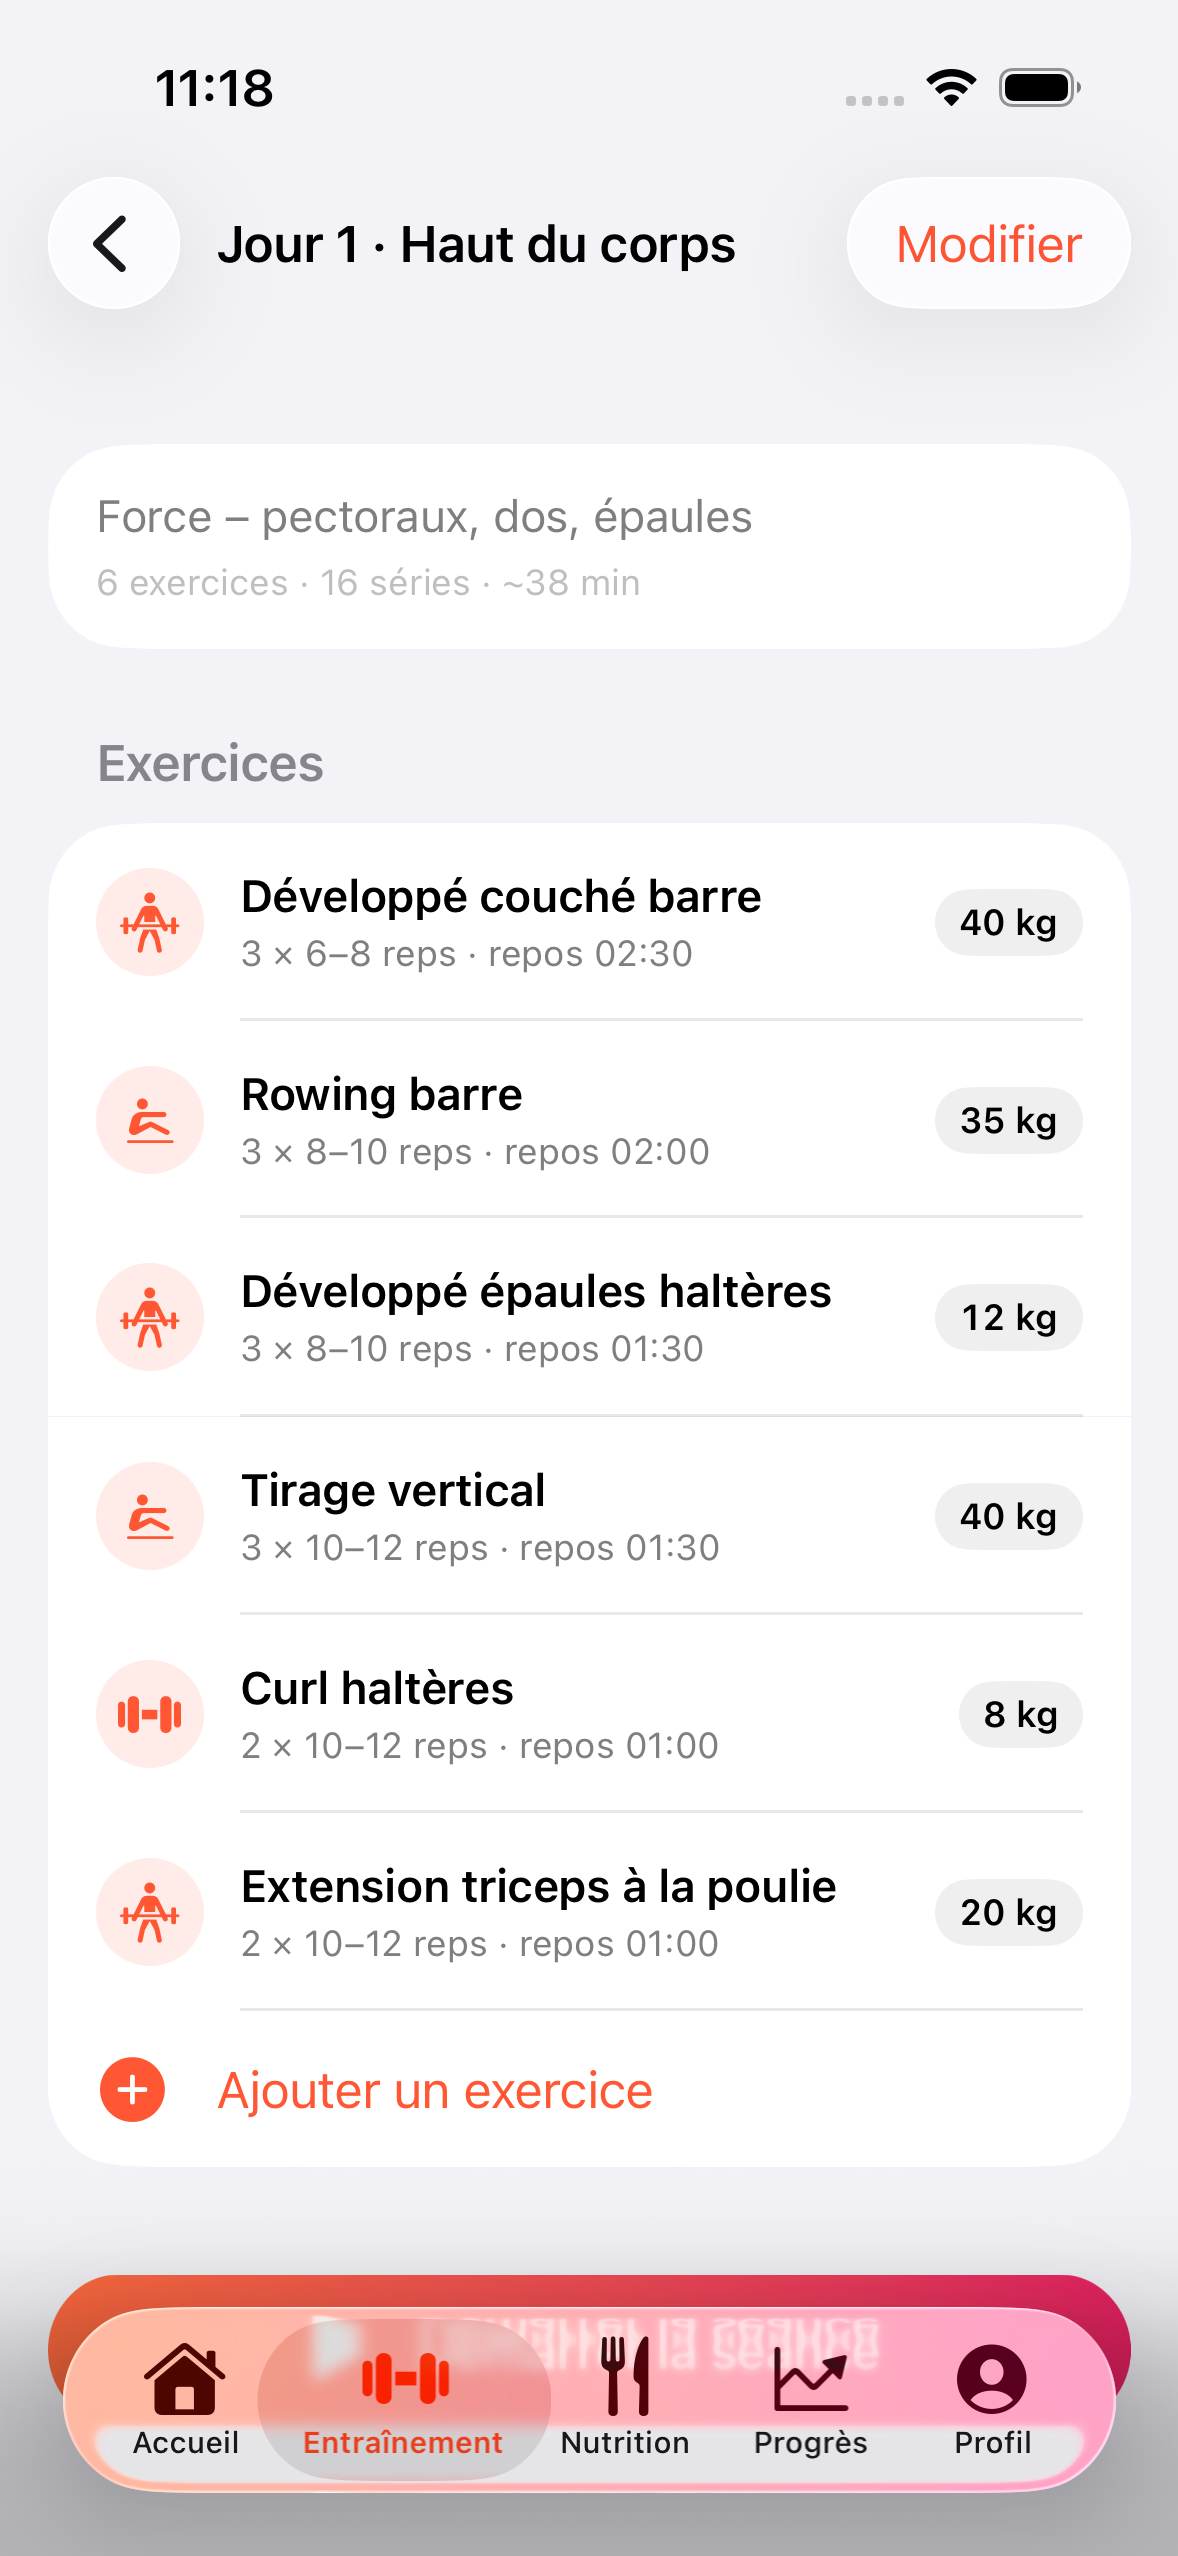 11:18
Jour 1 · Haut du corps
Modifier
Force – pectoraux, dos, épaules
6 exercices · 16 séries · ~38 min
Exercices
Développé couché barre
3 × 6–8 reps · repos 02:30
40 kg
Rowing barre
3 × 8–10 reps · repos 02:00
35 kg
Développé épaules haltères
3 × 8–10 reps · repos 01:30
12 kg
Tirage vertical
3 × 10–12 reps · repos 01:30
40 kg
Curl haltères
2 × 10–12 reps · repos 01:00
8 kg
Extension triceps à la poulie
2 × 10–12 reps · repos 01:00
20 kg
Ajouter un exercice
la séance
Accueil
Entraînement
Nutrition
Progrès
Profil